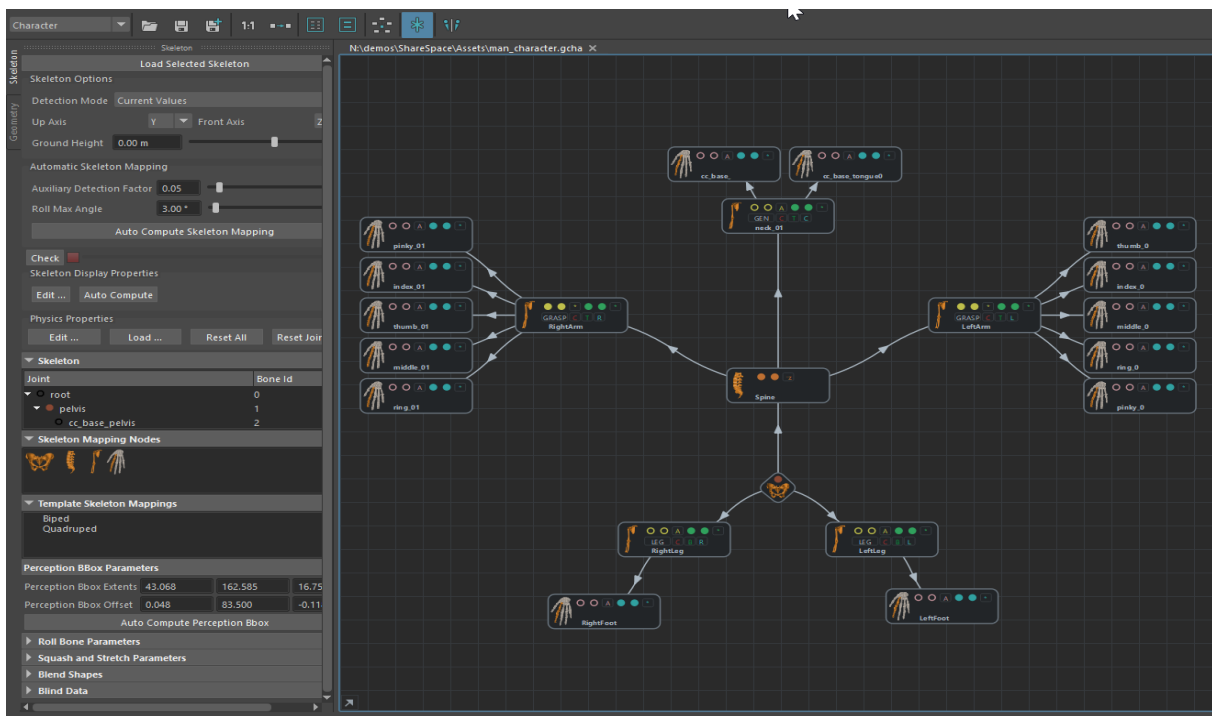 Character
1:1
Skeleton
Geometry
Skeleton
Load Selected Skeleton
Skeleton Options
Detection Mode Current Values
Up Axis Y Front Axis Z
Ground Height 0.00 m
Automatic Skeleton Mapping
Auxiliary Detection Factor 0.05
Roll Max Angle 3.00 °
Auto Compute Skeleton Mapping
Check
Skeleton Display Properties
Edit ... Auto Compute
Physics Properties
Edit ... Load ... Reset All Reset Join
Skeleton
Joint Bone Id
root 0
pelvis 1
cc_base_pelvis 2
Skeleton Mapping Nodes
Template Skeleton Mappings
Biped
Quadruped
Perception BBox Parameters
Perception Bbox Extents 43.068 162.585 16.75
Perception Bbox Offset 0.048 83.500 -0.11
Auto Compute Perception Bbox
Roll Bone Parameters
Squash and Stretch Parameters
Blend Shapes
Blind Data
N:\demos\ShareSpace\Assets\man_character.gcha
A
cc_base_
A
cc_base_tongue0
A
GEN C T C
neck_01
A
pinky_01
A
index_01
A
thumb_01
A
middle_01
A
ring_01
GRASP C T R
RightArm
GRASP C T L
LeftArm
A
thumb_0
A
index_0
A
middle_0
A
ring_0
A
pinky_0
Spine
A
LEG C B R
RightLeg
A
LEG C B L
LeftLeg
A
RightFoot
A
LeftFoot